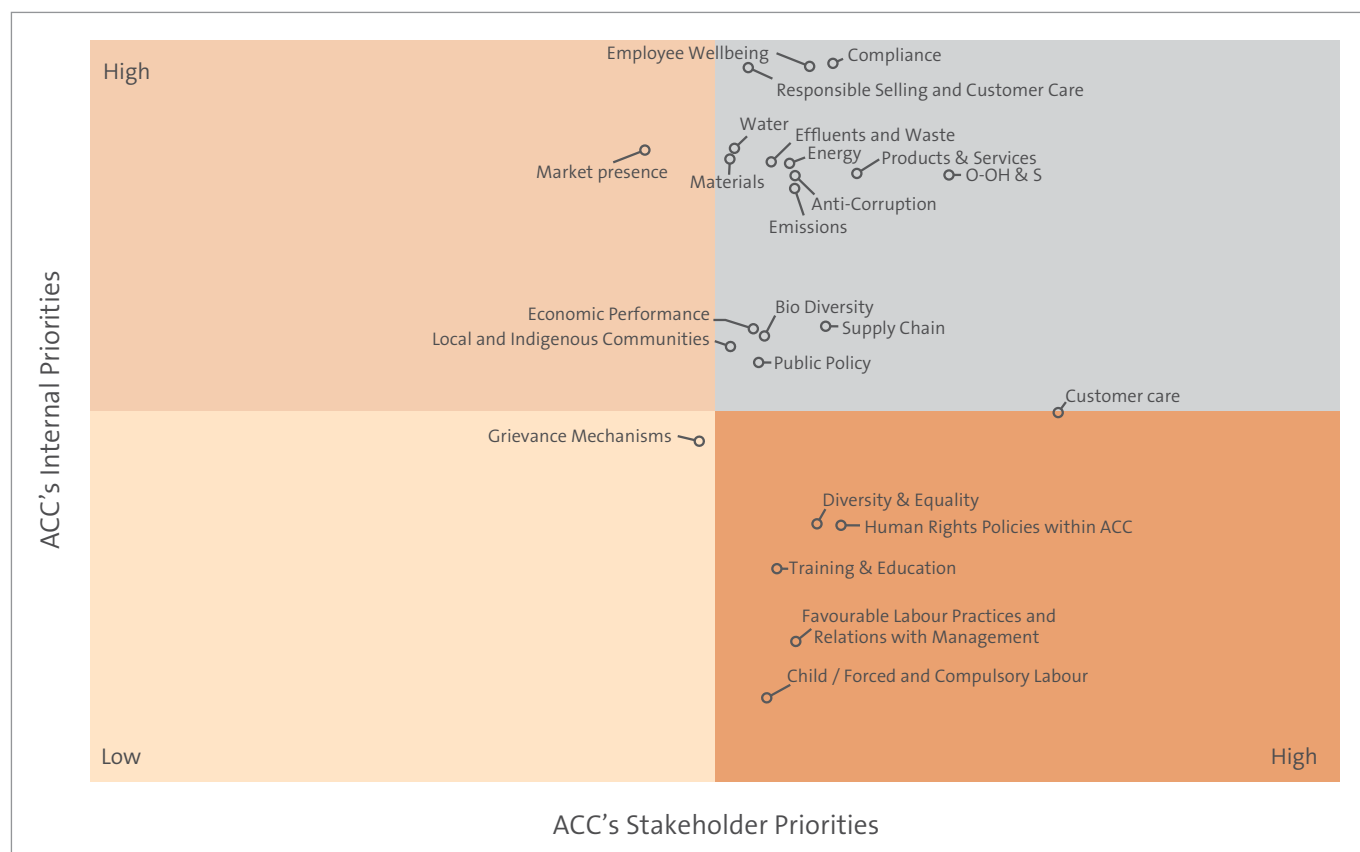 High
Employee Wellbeing
Compliance
Responsible Selling and Customer Care
Water
Effluents and Waste
Energy
Products & Services
Market presence
Materials
O-OH & S
Anti-Corruption
Emissions
Economic Performance
Bio Diversity
Supply Chain
Local and Indigenous Communities
Public Policy
Customer care
Grievance Mechanisms
Diversity & Equality
Human Rights Policies within ACC
Training & Education
Favourable Labour Practices and
Relations with Management
Child / Forced and Compulsory Labour
Low
High
ACC's Internal Priorities
ACC's Stakeholder Priorities